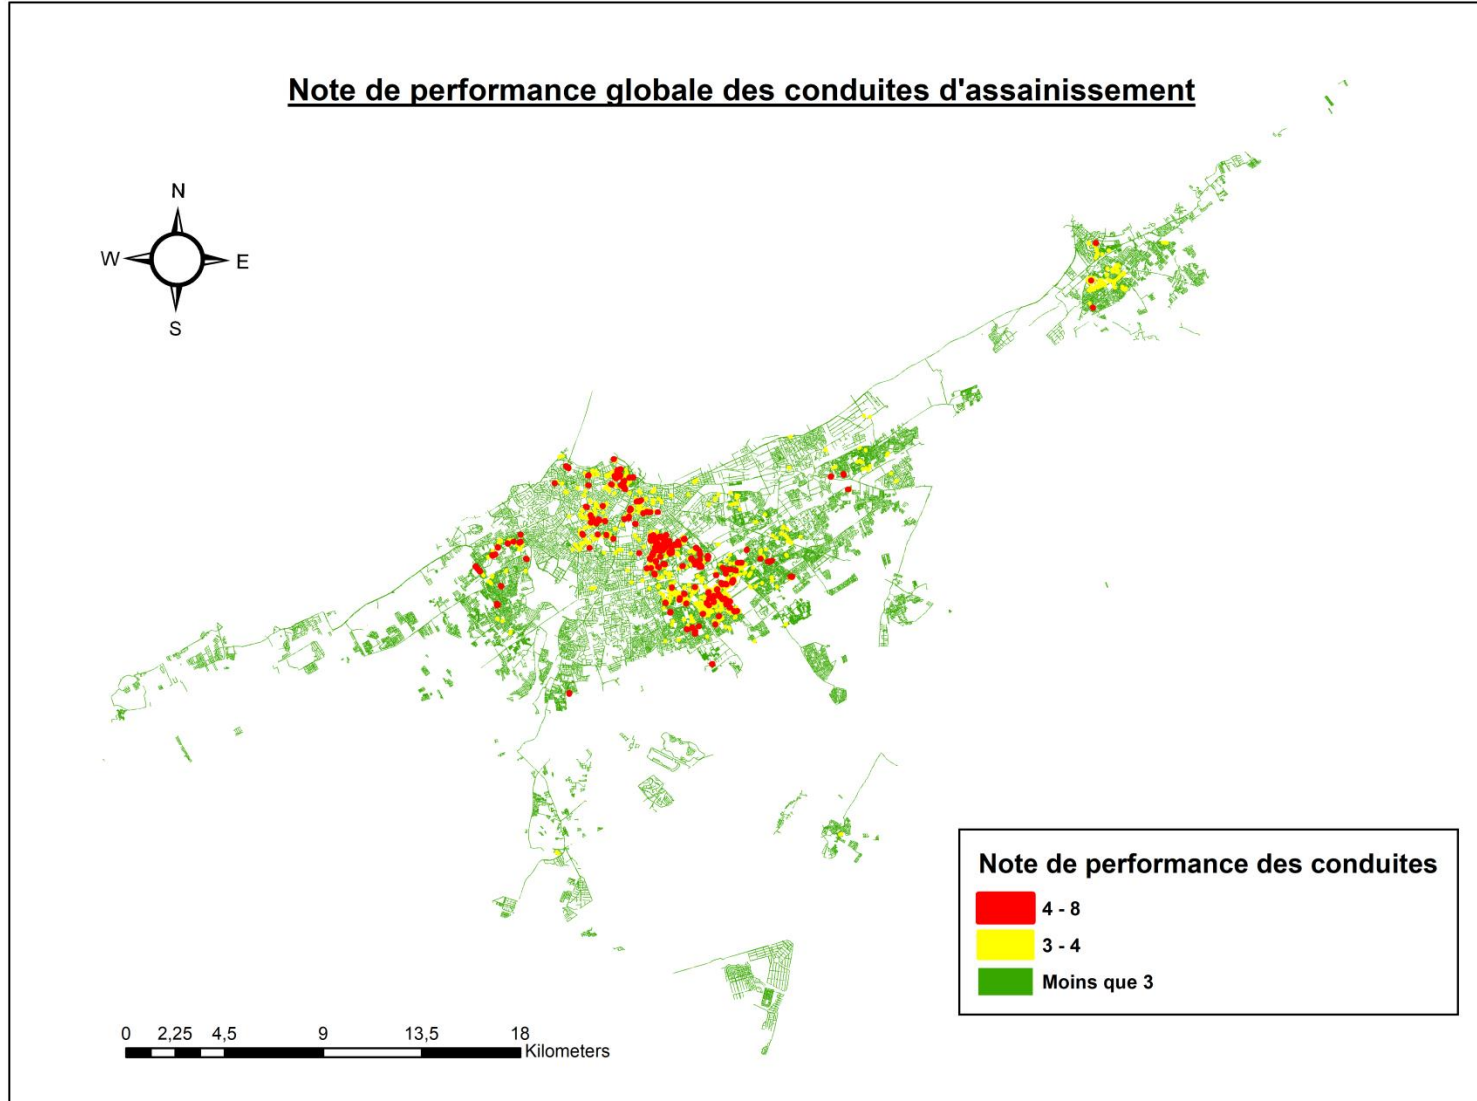 Note de performance globale des conduites d'assainissement
N
W
E
S
Note de performance des conduites
4 - 8
3 - 4
Moins que 3
0 2,25 4,5 9 13,5 18
Kilometers